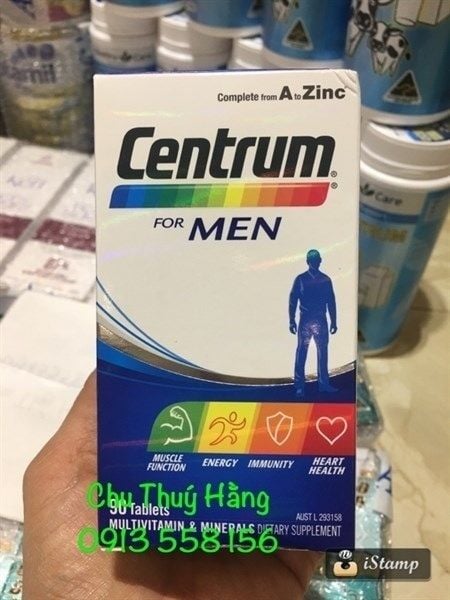 Complete from A to Zinc
Centrum®
FOR MEN
MUSCLE FUNCTION
ENERGY
IMMUNITY
HEART HEALTH
Chu Thuý Hằng
90 Tablets
AUST L 293158
MULTIVITAMIN & MINERALS DIETARY SUPPLEMENT
0913 558 156
iStamp
Care